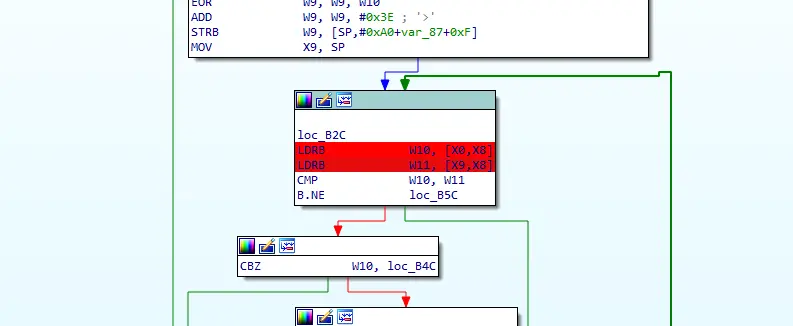 EOR W9, W9, W10
ADD W9, W9, #0x3E ; '>'
STRB W9, [SP,#0xA0+var_87+0xF]
MOV X9, SP
loc_B2C
LDRB W10, [X0,X8]
LDRB W11, [X9,X8]
CMP W10, W11
B.NE loc_B5C
CBZ W10, loc_B4C